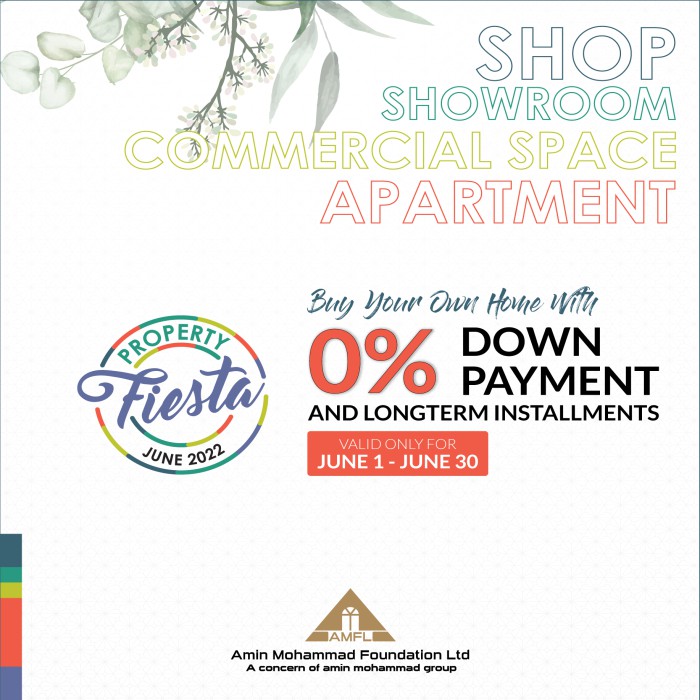 SHOP
SHOWROOM
COMMERCIAL SPACE
APARTMENT
PROPERTY
Fiesta
JUNE 2022
Buy Your Own Home With
0% DOWN
PAYMENT
AND LONGTERM INSTALLMENTS
VALID ONLY FOR
JUNE 1 - JUNE 30
AMFL
Amin Mohammad Foundation Ltd
A concern of amin mohammad group